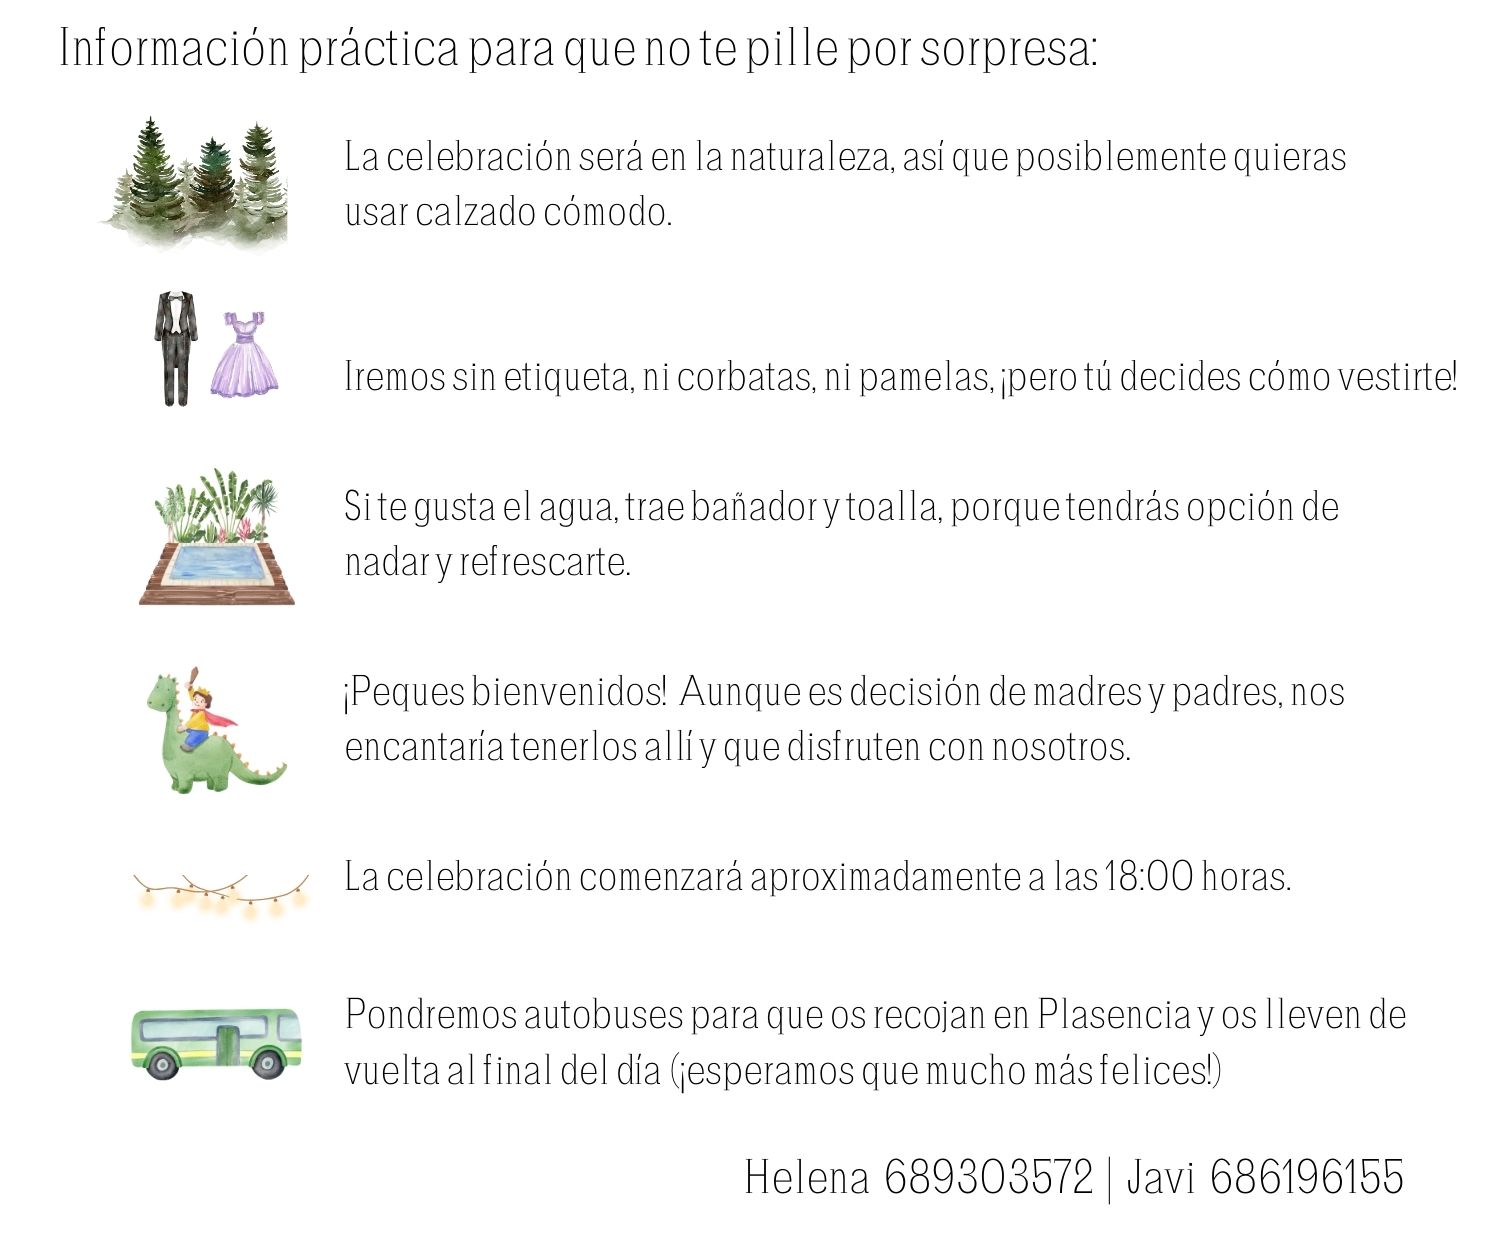 Información práctica para que no te pille por sorpresa:
La celebración será en la naturaleza, así que posiblemente quieras
usar calzado cómodo.
Iremos sin etiqueta, ni corbatas, ni pamelas, ¡pero tú decides cómo vestirte!
Si te gusta el agua, trae bañador y toalla, porque tendrás opción de
nadar y refrescarte.
¡Peques bienvenidos! Aunque es decisión de madres y padres, nos
encantaría tenerlos allí y que disfruten con nosotros.
La celebración comenzará aproximadamente a las 18:00 horas.
Pondremos autobuses para que os recojan en Plasencia y os lleven de
vuelta al final del día (¡esperamos que mucho más felices!)
Helena 689303572 | Javi 686196155